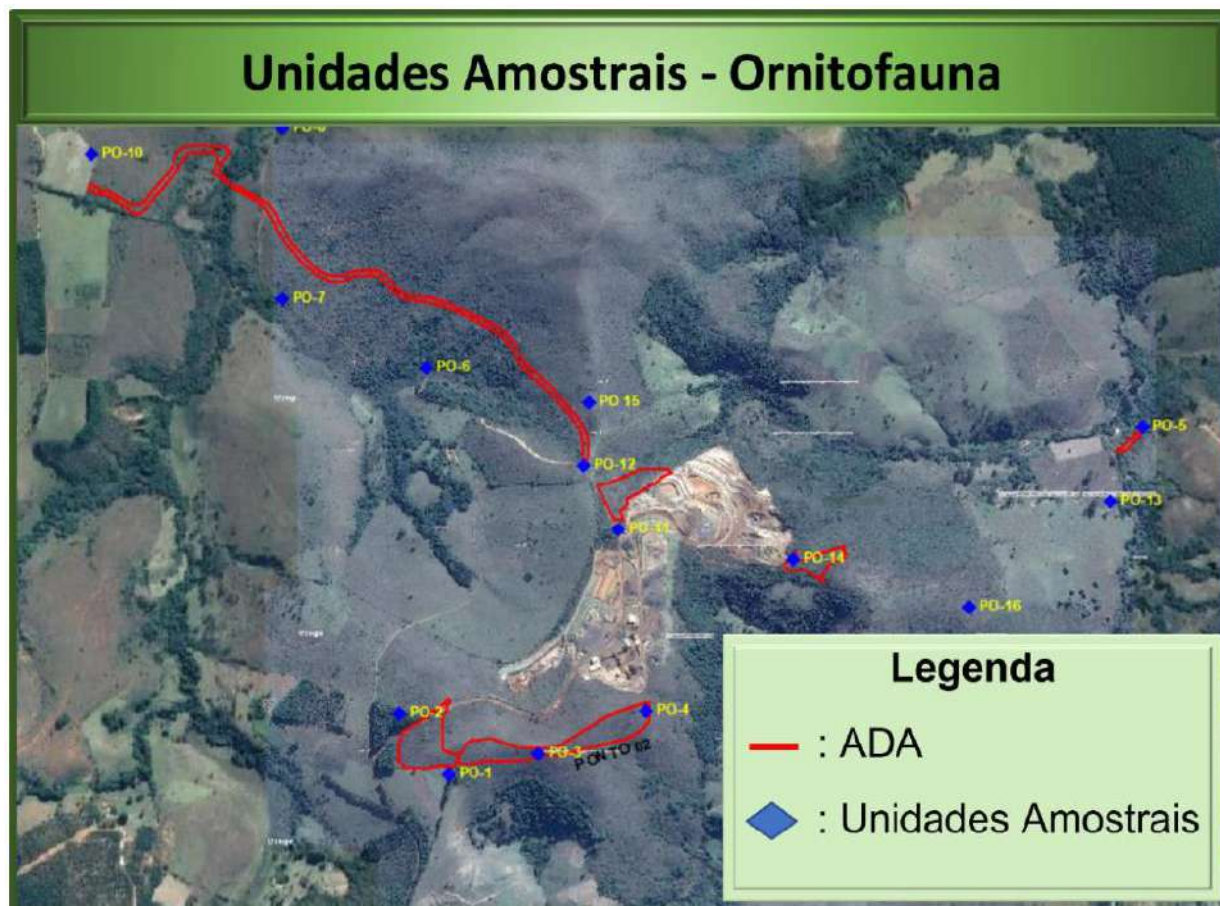 Unidades Amostrais - Ornitofauna
PO-10
PO-7
PO-6
PO 15
PO-5
PO-12
PO-13
PO-11
PO-14
PO-16
PO-2
PO-4
PO-3
PONTO 02
PO-1
Legenda
: ADA
: Unidades Amostrais